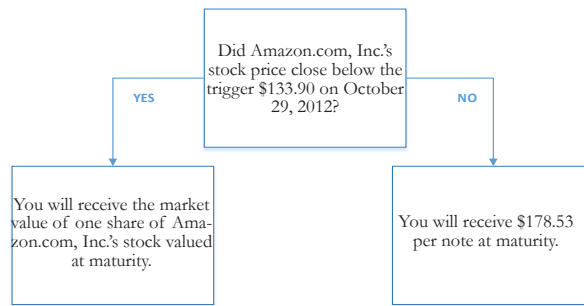 Did Amazon.com, Inc.'s
stock price close below the
trigger $133.90 on October
29, 2012?
YES
NO
You will receive the market
value of one share of Ama-
zon.com, Inc.'s stock valued
at maturity.
You will receive $178.53
per note at maturity.